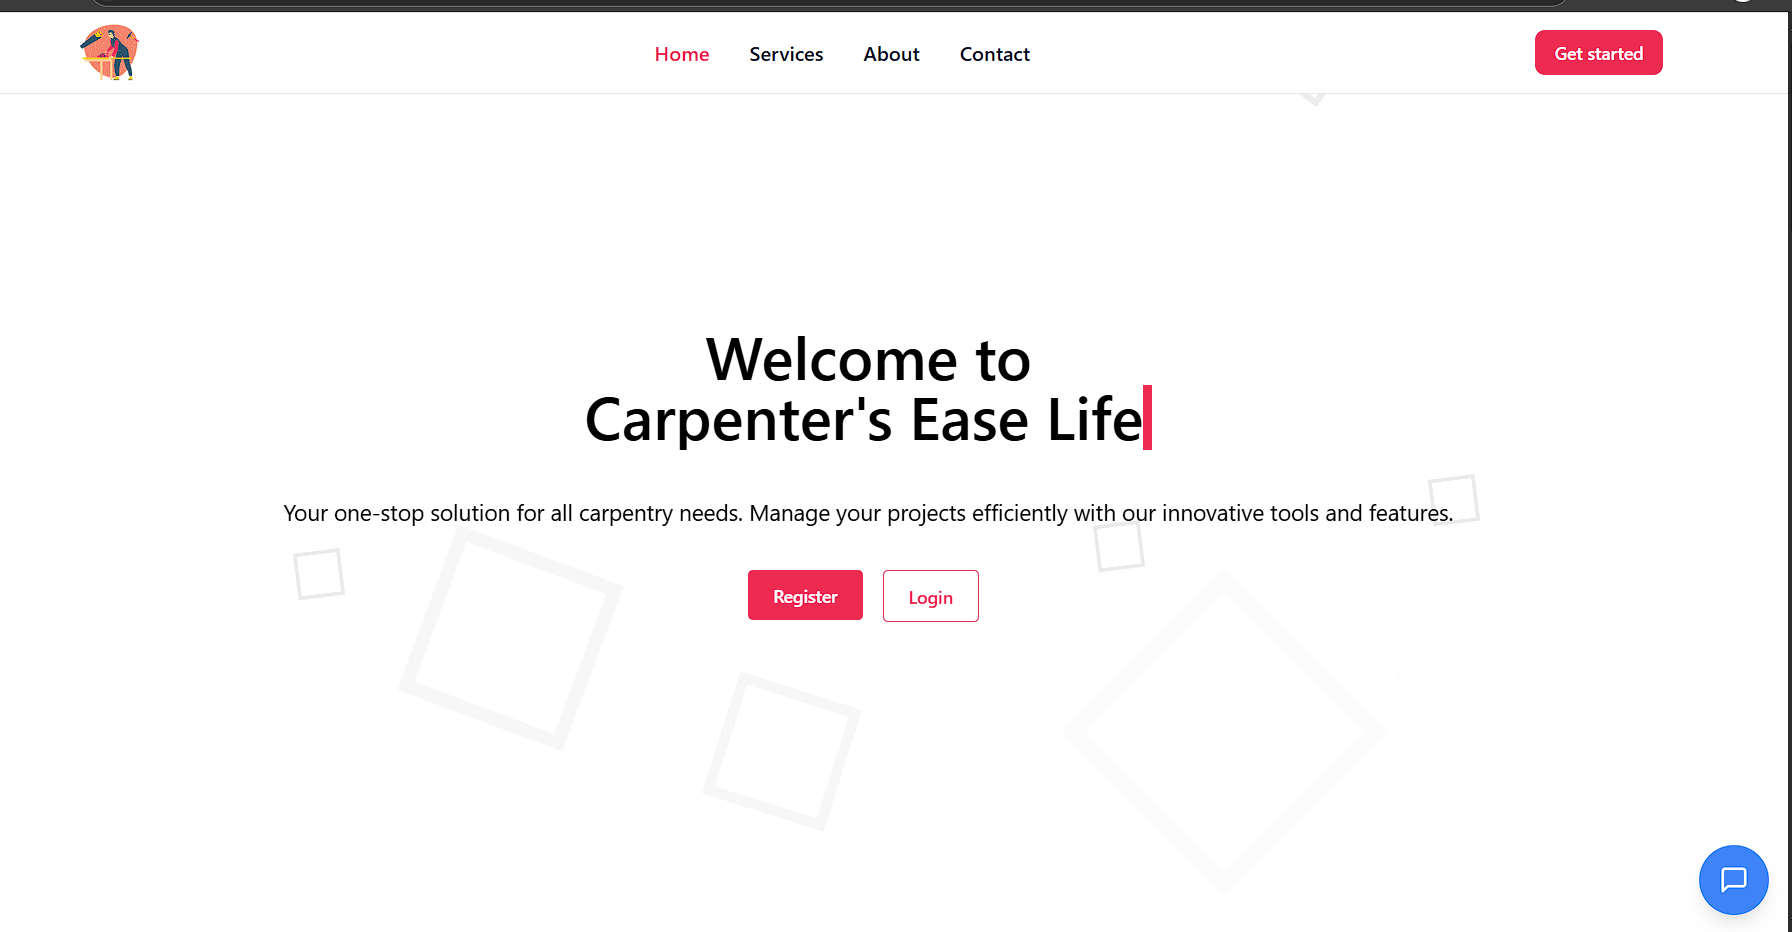 Home Services About Contact Get started
Welcome to
Carpenter's Ease Life
Your one-stop solution for all carpentry needs. Manage your projects efficiently with our innovative tools and features.
Register Login